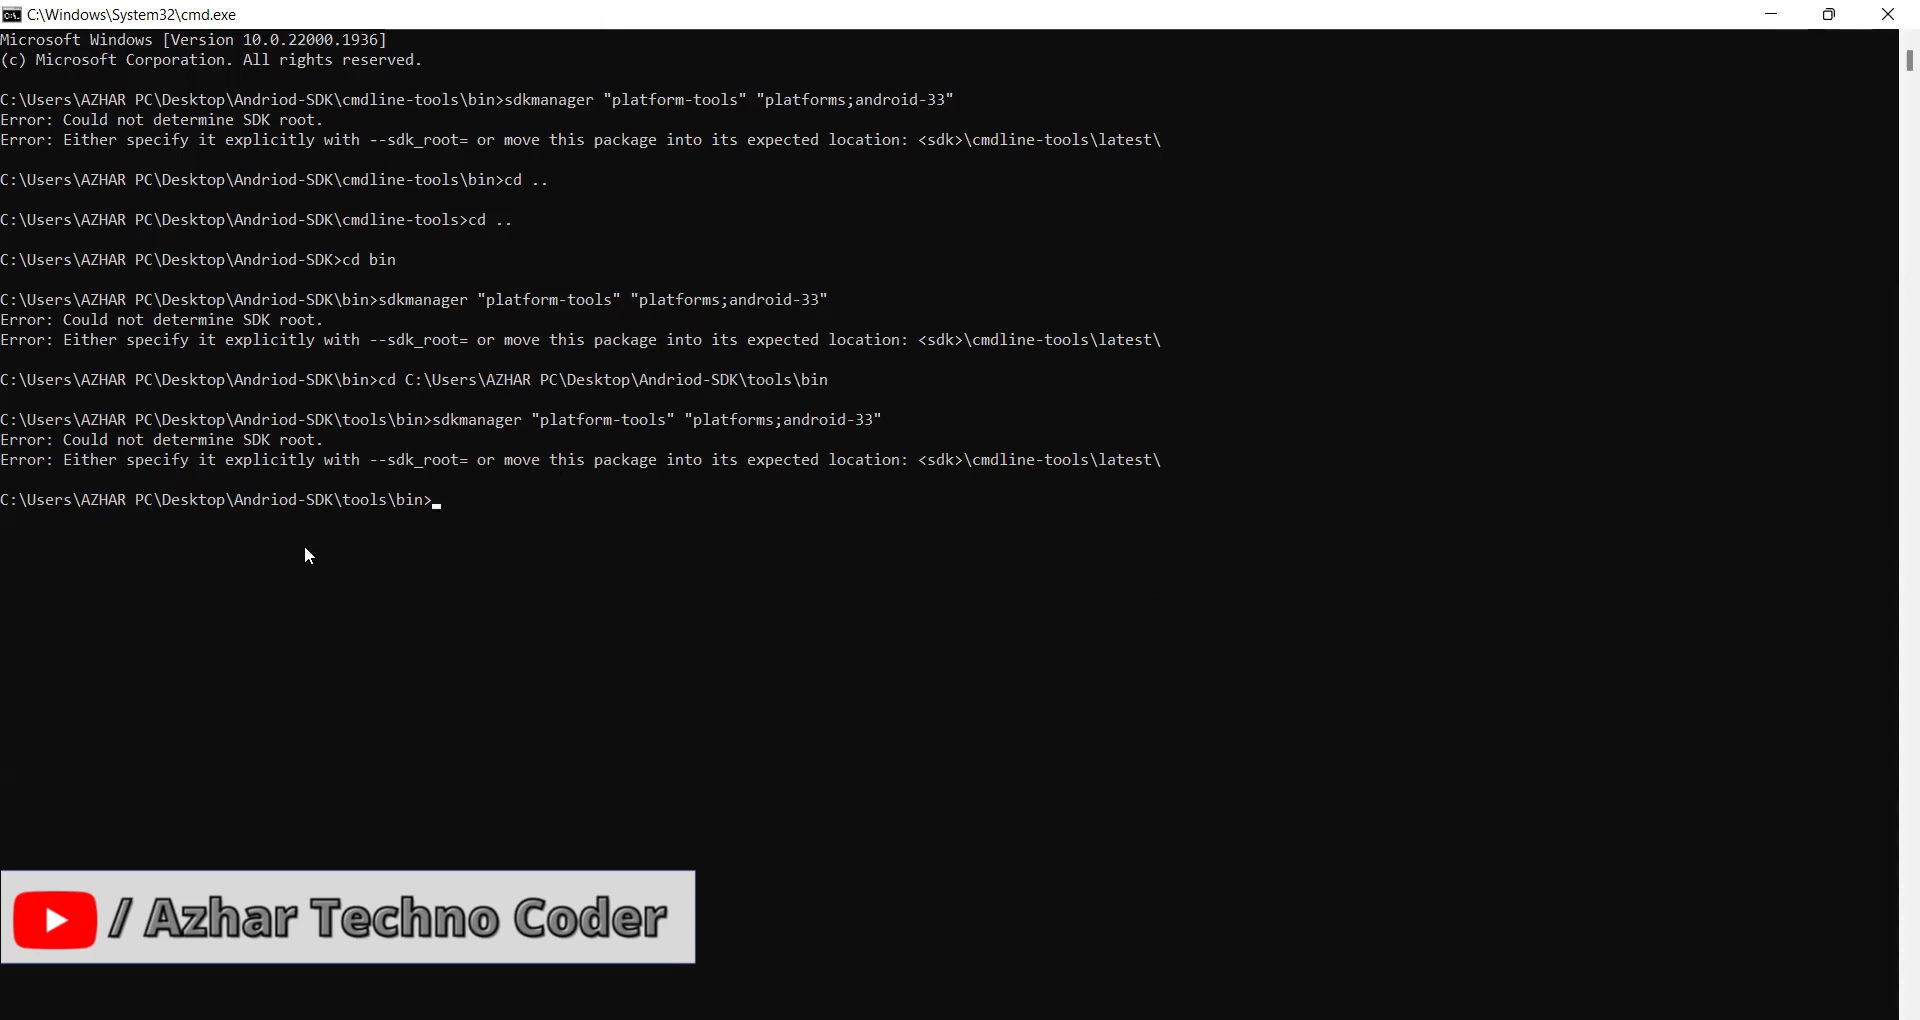 C:\Windows\System32\cmd.exe
Microsoft Windows [Version 10.0.22000.1936]
(c) Microsoft Corporation. All rights reserved.
C:\Users\AZHAR PC\Desktop\Andriod-SDK\cmdline-tools\bin>sdkmanager "platform-tools" "platforms;android-33"
Error: Could not determine SDK root.
Error: Either specify it explicitly with --sdk_root= or move this package into its expected location: <sdk>\cmdline-tools\latest\
C:\Users\AZHAR PC\Desktop\Andriod-SDK\cmdline-tools\bin>cd ..
C:\Users\AZHAR PC\Desktop\Andriod-SDK\cmdline-tools>cd ..
C:\Users\AZHAR PC\Desktop\Andriod-SDK>cd bin
C:\Users\AZHAR PC\Desktop\Andriod-SDK\bin>sdkmanager "platform-tools" "platforms;android-33"
Error: Could not determine SDK root.
Error: Either specify it explicitly with --sdk_root= or move this package into its expected location: <sdk>\cmdline-tools\latest\
C:\Users\AZHAR PC\Desktop\Andriod-SDK\bin>cd C:\Users\AZHAR PC\Desktop\Andriod-SDK\tools\bin
C:\Users\AZHAR PC\Desktop\Andriod-SDK\tools\bin>sdkmanager "platform-tools" "platforms;android-33"
Error: Could not determine SDK root.
Error: Either specify it explicitly with --sdk_root= or move this package into its expected location: <sdk>\cmdline-tools\latest\
C:\Users\AZHAR PC\Desktop\Andriod-SDK\tools\bin>
/ Azhar Techno Coder